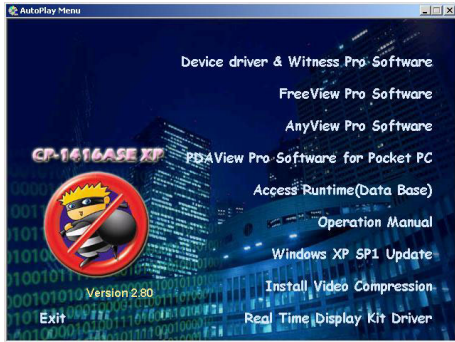 AutoPlay Menu
Device driver & Witness Pro Software
FreeView Pro Software
AnyView Pro Software
CP-1416ASE XP
PDAView Pro Software for Pocket PC
Access Runtime(Data Base)
Operation Manual
Windows XP SP1 Update
Install Video Compression
Version 2.80
Real Time Display Kit Driver
Exit